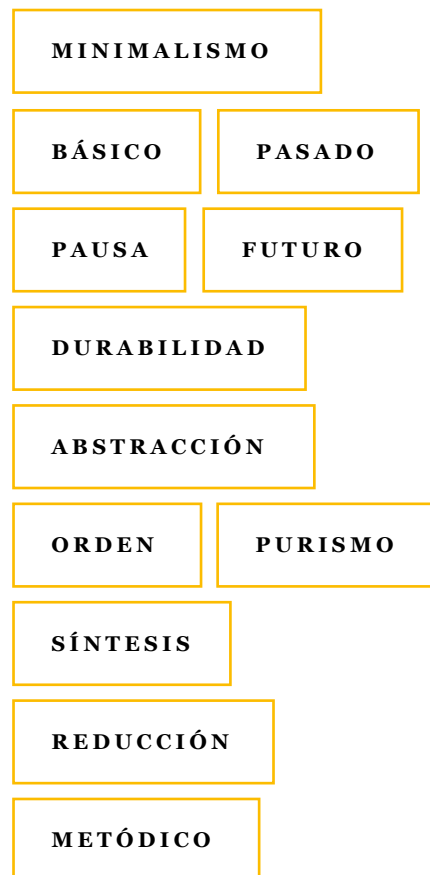 MINIMALISMO
BÁSICO PASADO
PAUSA FUTURO
DURABILIDAD
ABSTRACCIÓN
ORDEN PURISMO
SÍNTESIS
REDUCCIÓN
METÓDICO